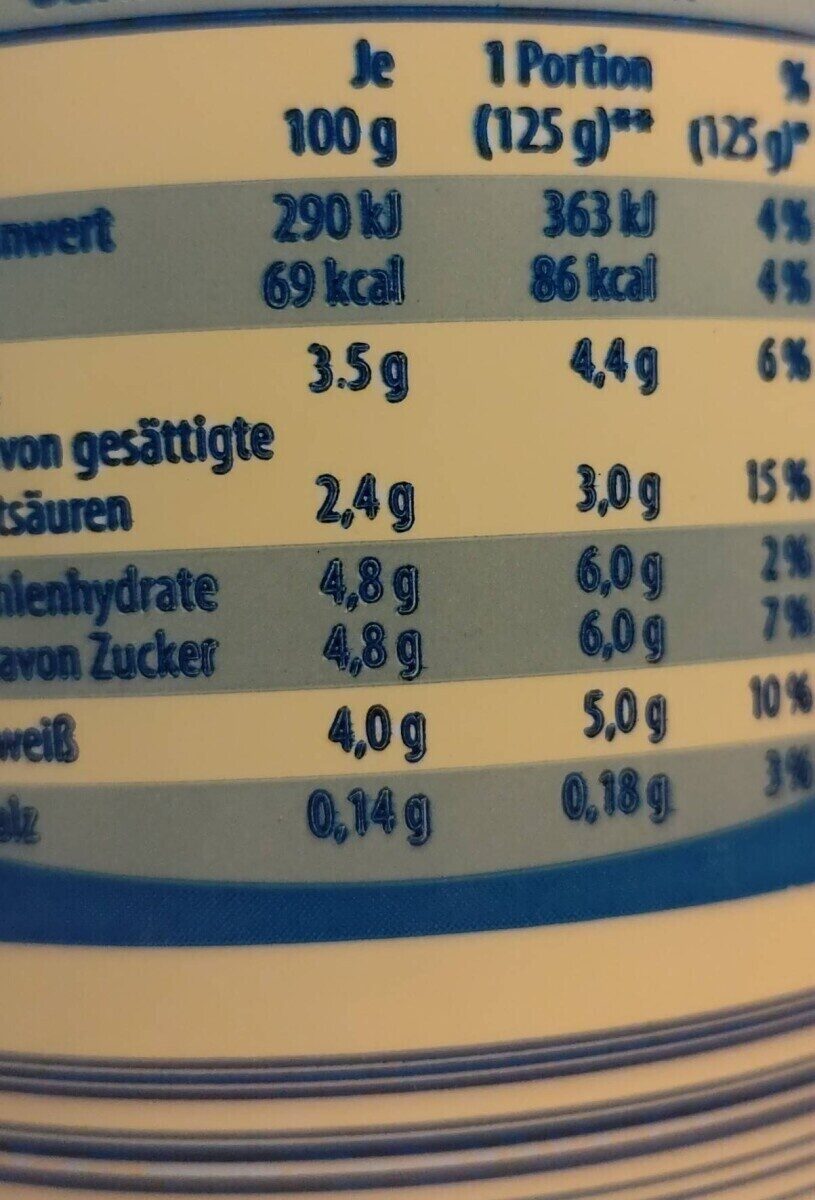 Je 1 Portion %
100 g (125 g)** (125 g)*
nwert 290 kJ 363 kJ 4 %
69 kcal 86 kcal 4 %
3.5 g 4,4 g 6 %
von gesättigte
tsäuren 2,4 g 3,0 g 15 %
hlenhydrate 4,8 g 6,0 g 2 %
avon Zucker 4,8 g 6,0 g 7 %
weiß 4,0 g 5,0 g 10 %
alz 0,14 g 0,18 g 3 %